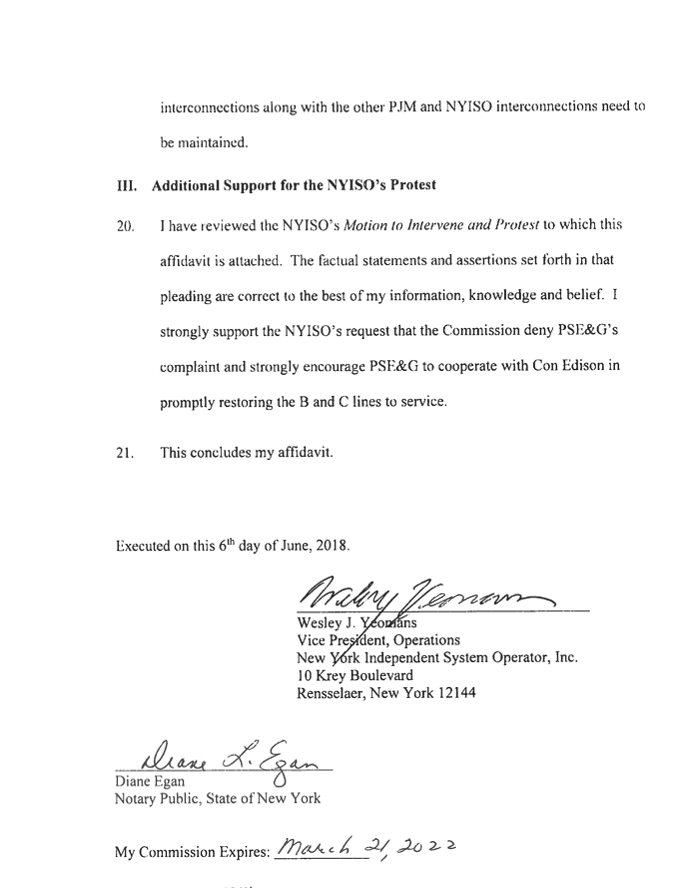 interconnections along with the other PJM and NYISO interconnections need to
be maintained.
III. Additional Support for the NYISO's Protest
20. I have reviewed the NYISO's Motion to Intervene and Protest to which this
affidavit is attached. The factual statements and assertions set forth in that
pleading are correct to the best of my information, knowledge and belief. I
strongly support the NYISO's request that the Commission deny PSE&G's
complaint and strongly encourage PSE&G to cooperate with Con Edison in
promptly restoring the B and C lines to service.
21. This concludes my affidavit.
Executed on this 6th day of June, 2018.
Wesley Yeomans
Wesley J. Yeomans
Vice President, Operations
New York Independent System Operator, Inc.
10 Krey Boulevard
Rensselaer, New York 12144
Diane L. Egan
Diane Egan
Notary Public, State of New York
My Commission Expires: March 21, 2022